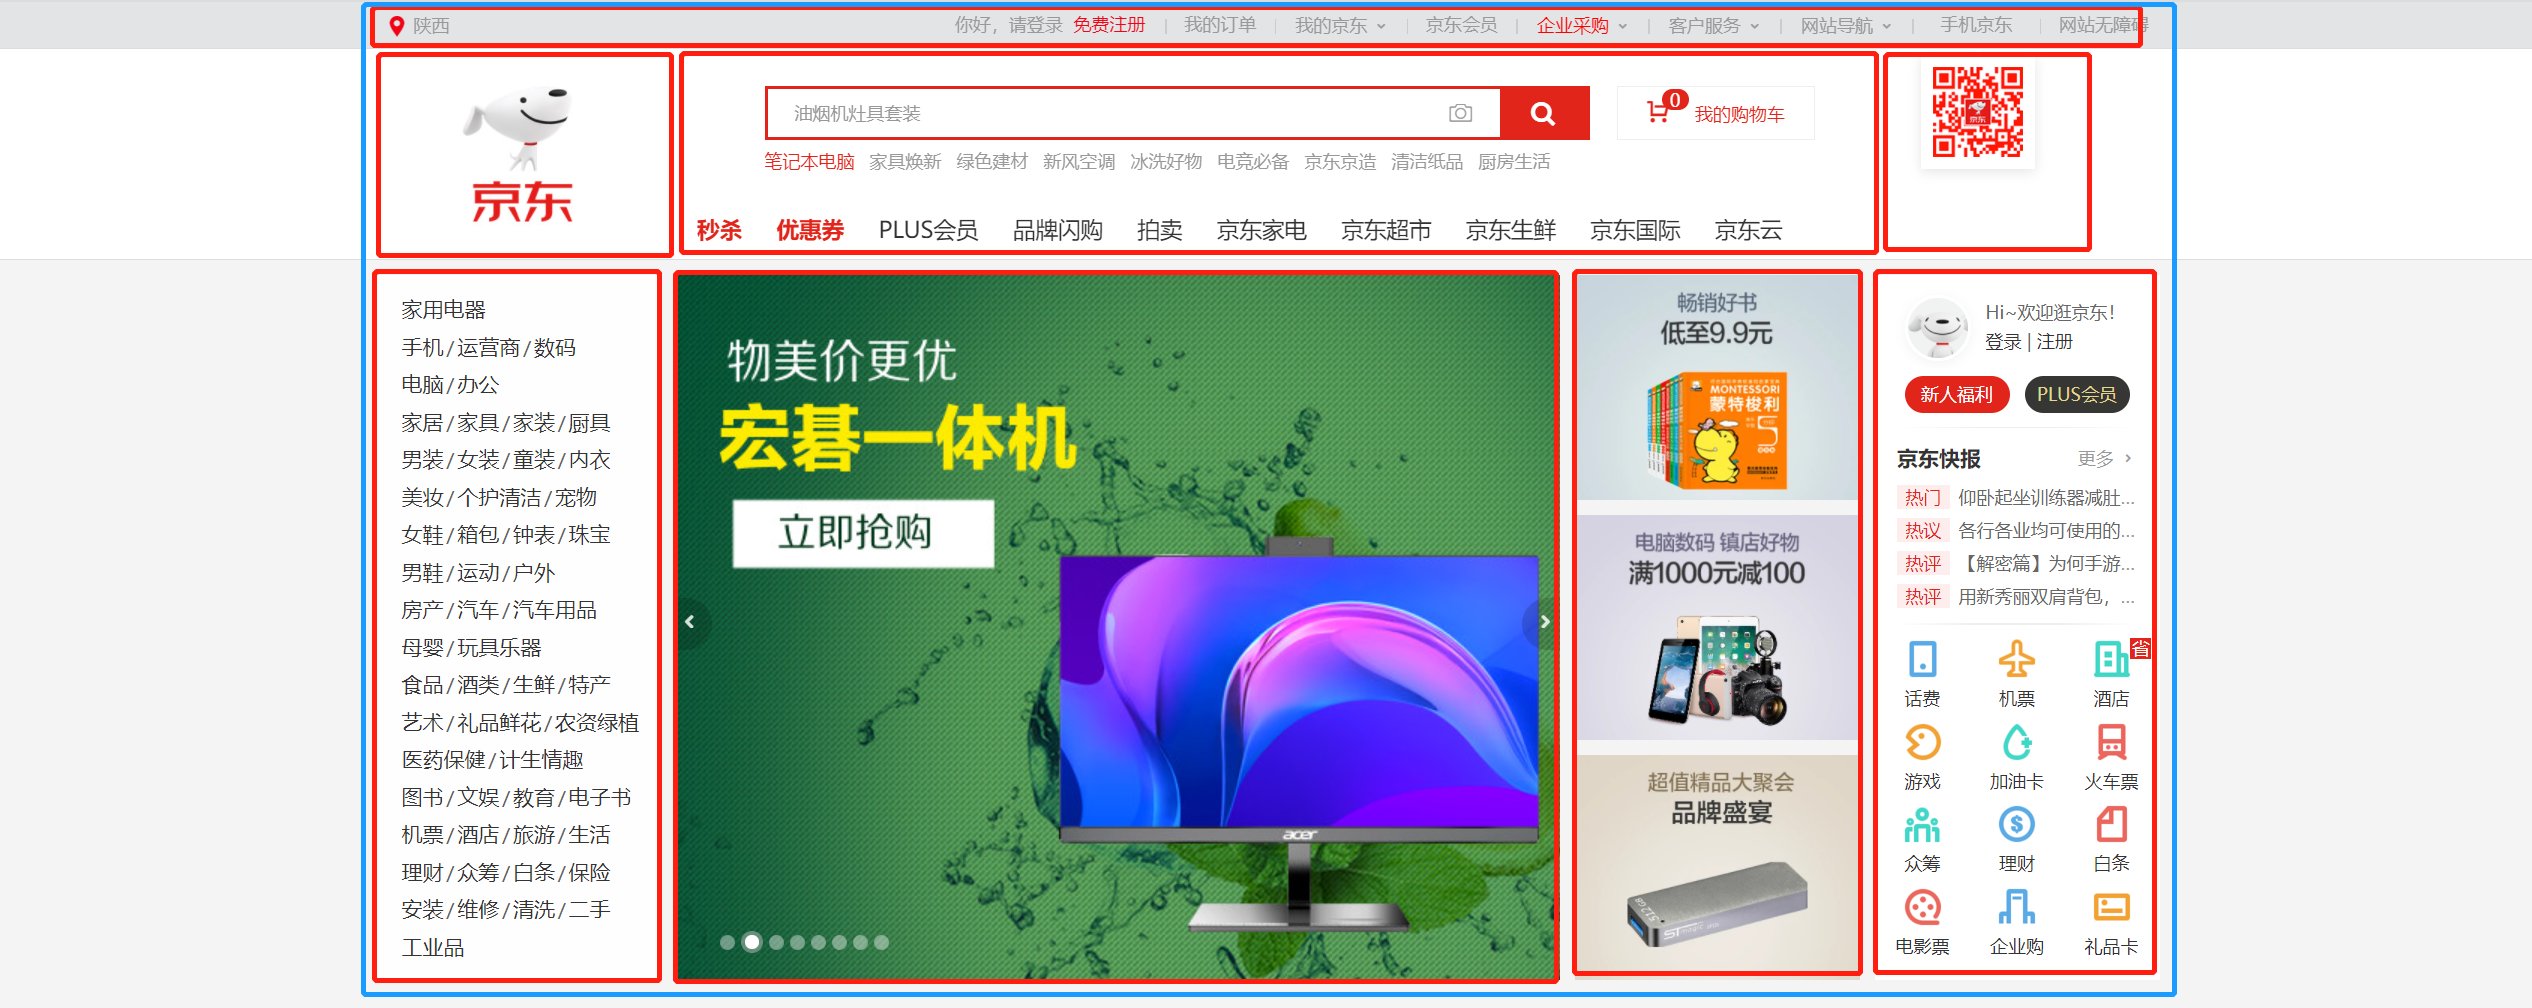 陕西
你好，请登录 免费注册 我的订单 我的京东 京东会员 企业采购 客户服务 网站导航 手机京东 网站无障碍
京东
油烟机灶具套装
0 我的购物车
京东
笔记本电脑 家具焕新 绿色建材 新风空调 冰洗好物 电竞必备 京东京造 清洁纸品 厨房生活
秒杀 优惠券 PLUS会员 品牌闪购 拍卖 京东家电 京东超市 京东生鲜 京东国际 京东云
家用电器
手机/运营商/数码
电脑/办公
家居/家具/家装/厨具
男装/女装/童装/内衣
美妆/个护清洁/宠物
女鞋/箱包/钟表/珠宝
男鞋/运动/户外
房产/汽车/汽车用品
母婴/玩具乐器
食品/酒类/生鲜/特产
艺术/礼品鲜花/农资绿植
医药保健/计生情趣
图书/文娱/教育/电子书
机票/酒店/旅游/生活
理财/众筹/白条/保险
安装/维修/清洗/二手
工业品
物美价更优
宏碁一体机
立即抢购
acer
畅销好书
低至9.9元
MONTESSORI
蒙特梭利
电脑数码 镇店好物
满1000元减100
超值精品大聚会
品牌盛宴
512GB
Hi~欢迎逛京东！
登录 | 注册
新人福利 PLUS会员
京东快报 更多
热门 仰卧起坐训练器减肚...
热议 各行各业均可使用的...
热评 【解密篇】为何手游...
热评 用新秀丽双肩背包，...
省
话费 机票 酒店
游戏 加油卡 火车票
众筹 理财 白条
电影票 企业购 礼品卡